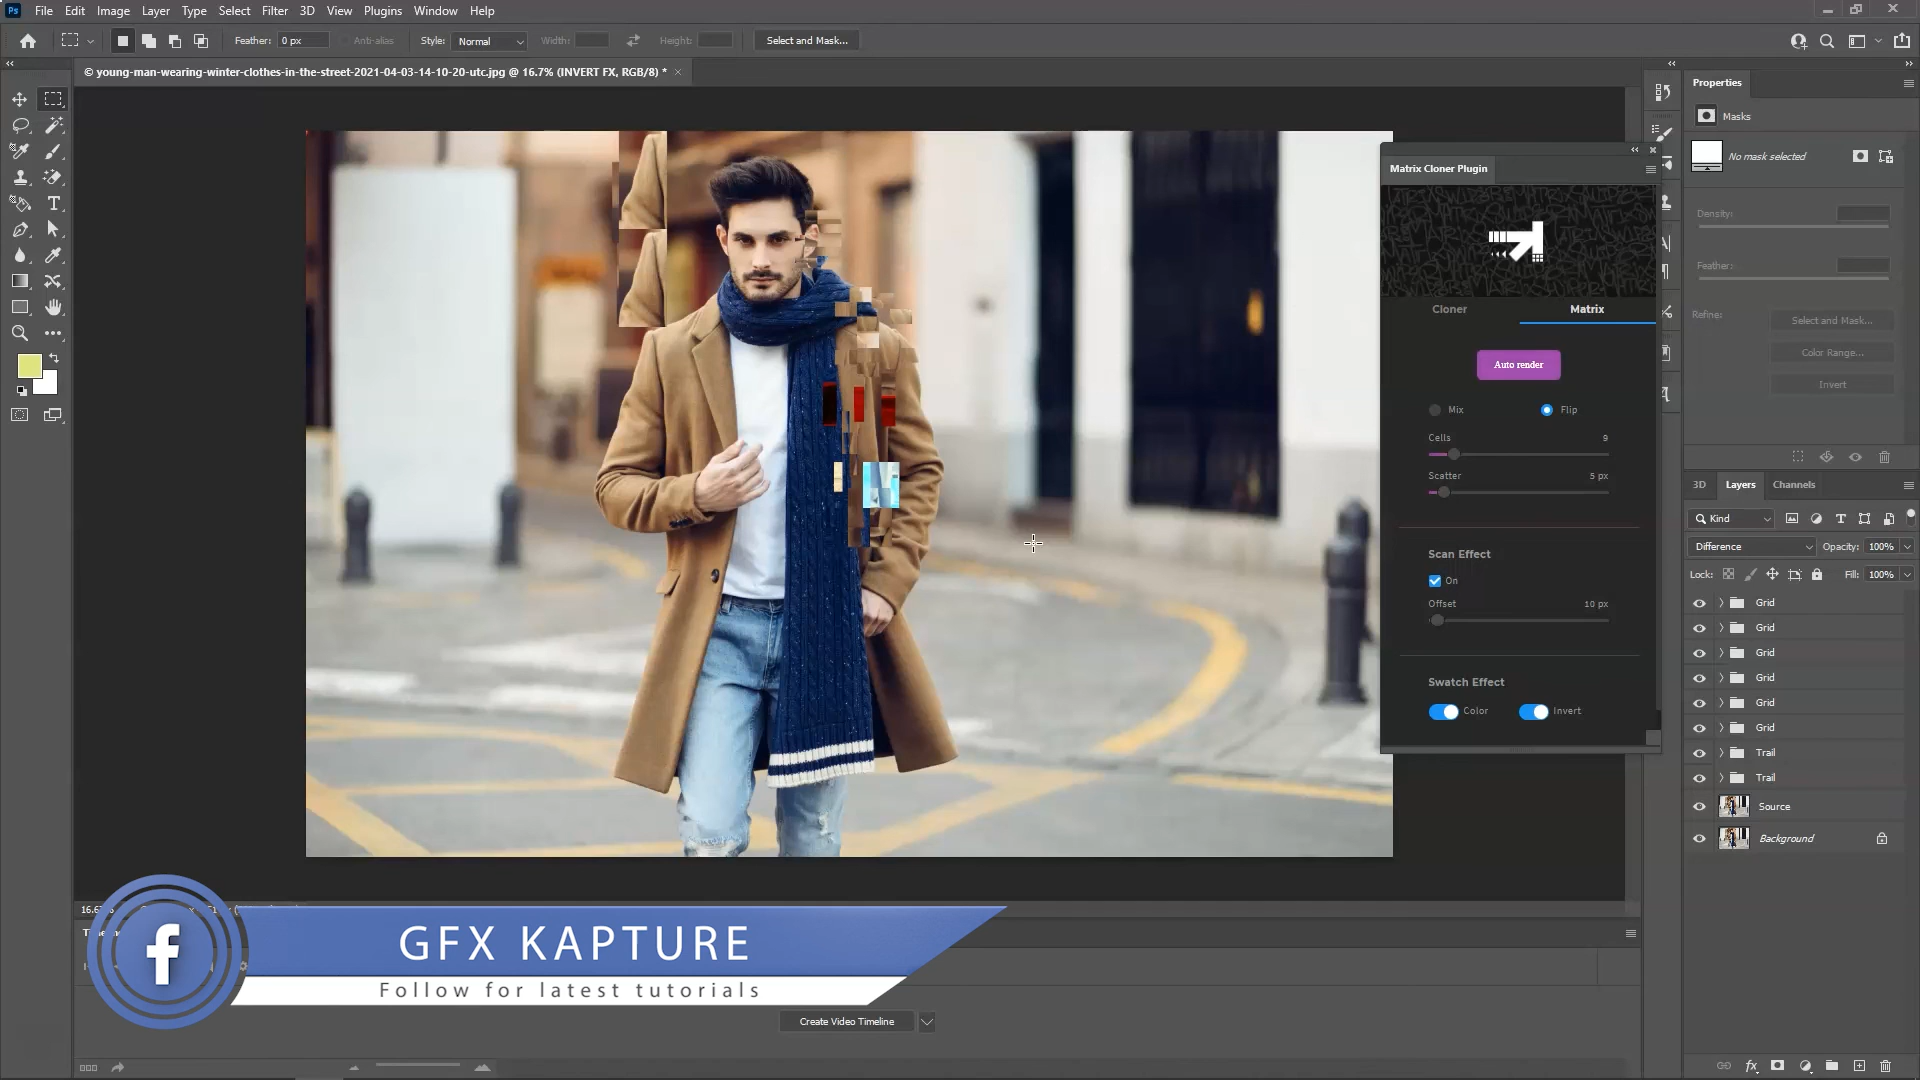 Ps File Edit Image Layer Type Select Filter 3D View Plugins Window Help
Feather: 0 px Anti-alias Style: Normal Width: Height: Select and Mask...
© young-man-wearing-winter-clothes-in-the-street-2021-04-03-14-10-20-utc.jpg @ 16.7% (INVERT FX, RGB/8) *
Properties
Masks
No mask selected
Density:
Feather:
Refine:
Select and Mask...
Color Range...
Invert
Matrix Cloner Plugin
Cloner Matrix
Auto render
Mix Flip
Cells 9
Scatter 5 px
Scan Effect
On
Offset 10 px
Swatch Effect
Color Invert
3D Layers Channels
Kind
Difference Opacity: 100%
Lock: Fill: 100%
Grid
Grid
Grid
Grid
Grid
Grid
Trail
Trail
Source
Background
GFX KAPTURE
Follow for latest tutorials
Create Video Timeline